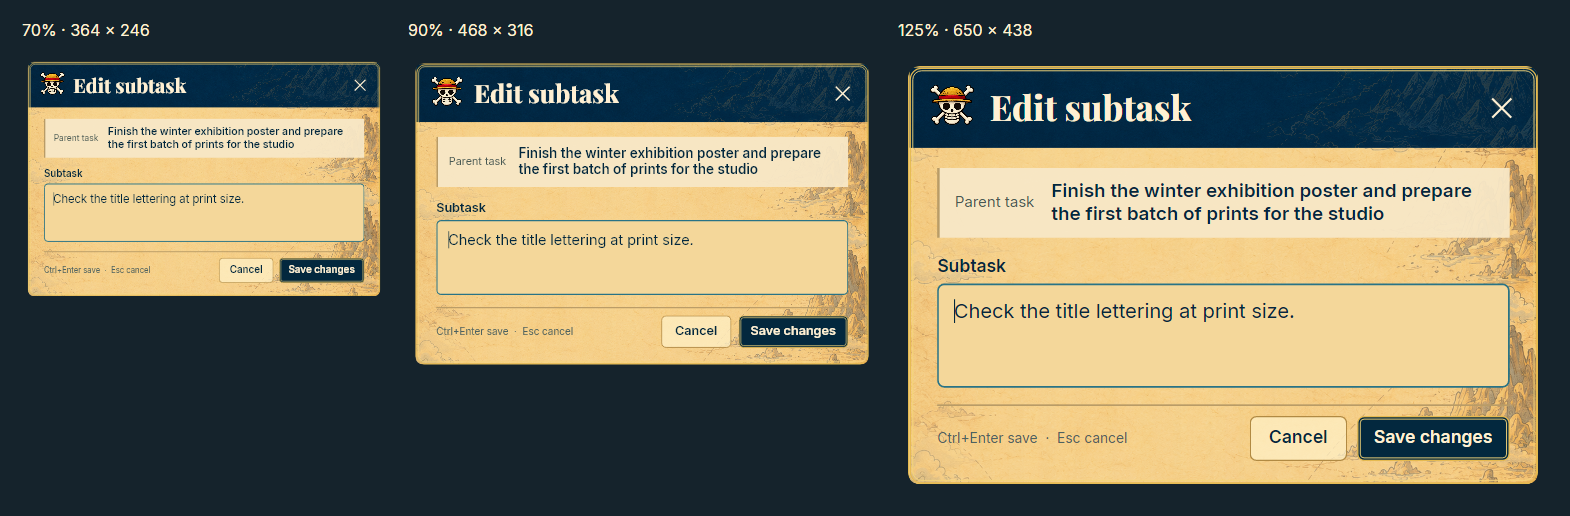 70% · 364 × 246
Edit subtask
Parent task
Finish the winter exhibition poster and prepare
the first batch of prints for the studio
Subtask
Check the title lettering at print size.
Ctrl+Enter save · Esc cancel
Cancel
Save changes
90% · 468 × 316
Edit subtask
Parent task
Finish the winter exhibition poster and prepare
the first batch of prints for the studio
Subtask
Check the title lettering at print size.
Ctrl+Enter save · Esc cancel
Cancel
Save changes
125% · 650 × 438
Edit subtask
Parent task
Finish the winter exhibition poster and prepare
the first batch of prints for the studio
Subtask
Check the title lettering at print size.
Ctrl+Enter save · Esc cancel
Cancel
Save changes